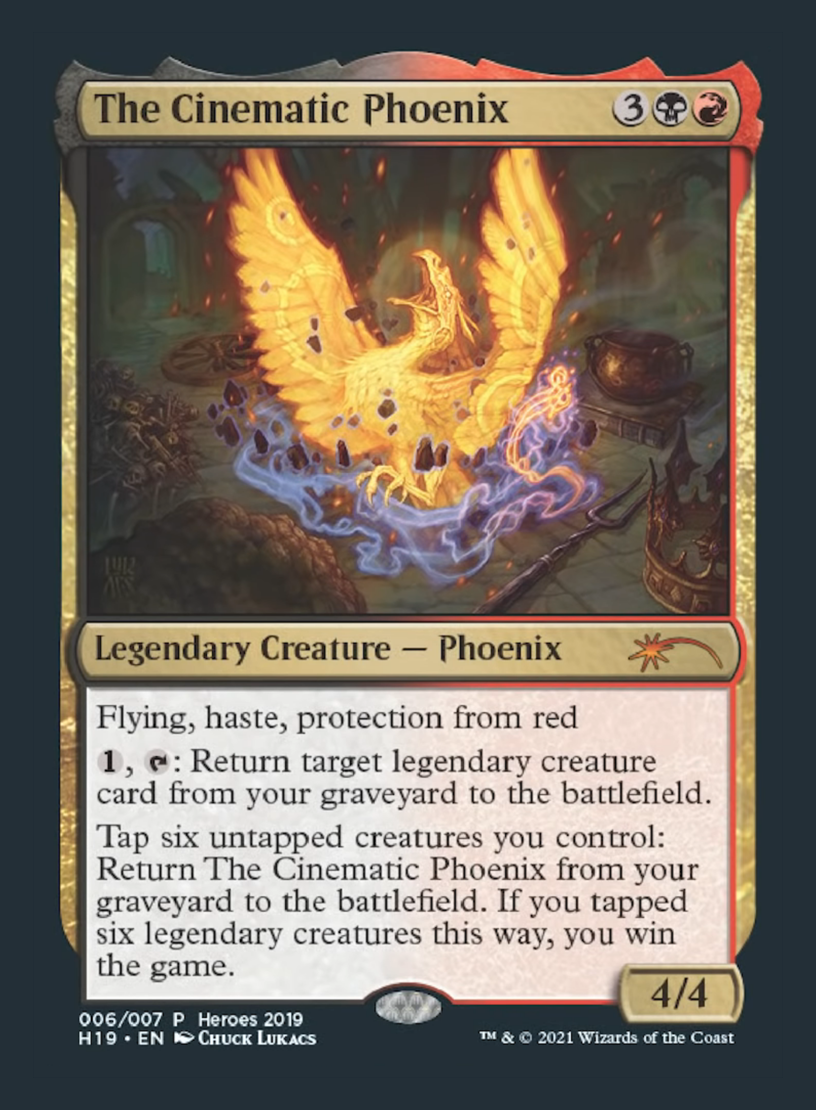 The Cinematic Phoenix 3
Legendary Creature — Phoenix
Flying, haste, protection from red
1, : Return target legendary creature
card from your graveyard to the battlefield.
Tap six untapped creatures you control:
Return The Cinematic Phoenix from your
graveyard to the battlefield. If you tapped
six legendary creatures this way, you win
the game.
4/4
006/007 P Heroes 2019
H19 • EN Chuck Lukacs
™ & © 2021 Wizards of the Coast